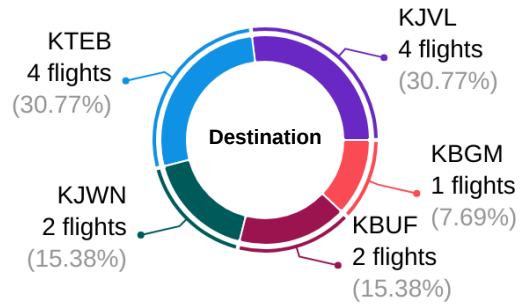 KTEB
4 flights
(30.77%)
KJVL
4 flights
(30.77%)
Destination
KBGM
1 flights
(7.69%)
KJWN
2 flights
(15.38%)
KBUF
2 flights
(15.38%)